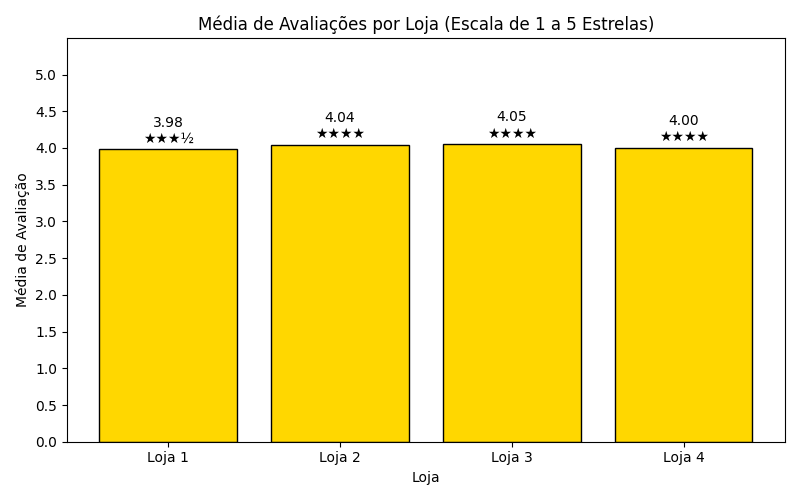 Média de Avaliações por Loja (Escala de 1 a 5 Estrelas)
Média de Avaliação
5.0
4.5
4.0
3.5
3.0
2.5
2.0
1.5
1.0
0.5
0.0
3.98
★★★½
4.04
★★★★
4.05
★★★★
4.00
★★★★
Loja 1
Loja 2
Loja 3
Loja 4
Loja